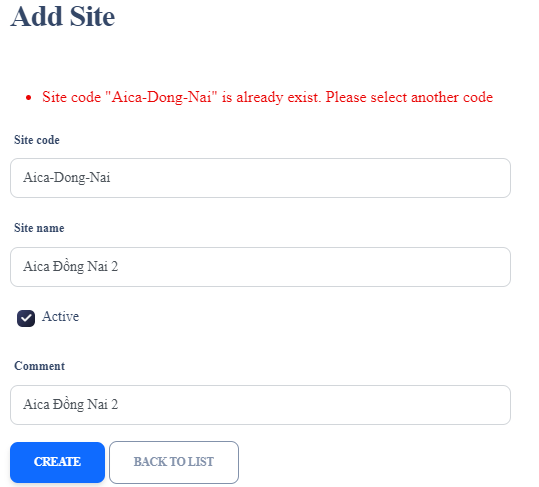 Add Site
Site code "Aica-Dong-Nai" is already exist. Please select another code
Site code
Aica-Dong-Nai
Site name
Aica Đồng Nai 2
Active
Comment
Aica Đồng Nai 2
CREATE BACK TO LIST